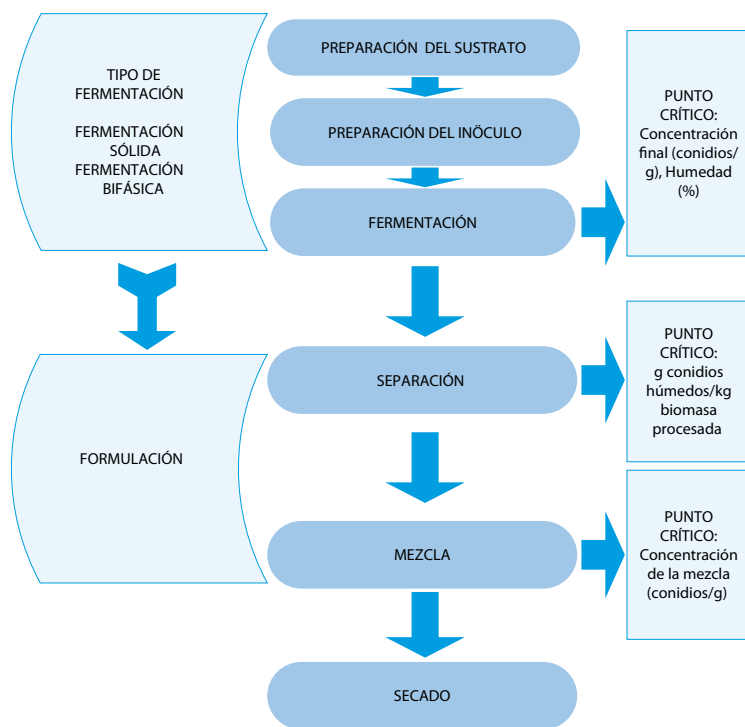 TIPO DE
FERMENTACIÓN
FERMENTACIÓN
SÓLIDA
FERMENTACIÓN
BIFÁSICA
PREPARACIÓN DEL SUSTRATO
PREPARACIÓN DEL INÖCULO
FERMENTACIÓN
PUNTO
CRÍTICO:
Concentración
final (conidios/
g), Humedad
(%)
FORMULACIÓN
SEPARACIÓN
PUNTO
CRÍTICO:
g conidios
húmedos/kg
biomasa
procesada
MEZCLA
PUNTO
CRÍTICO:
Concentración
de la mezcla
(conidios/g)
SECADO